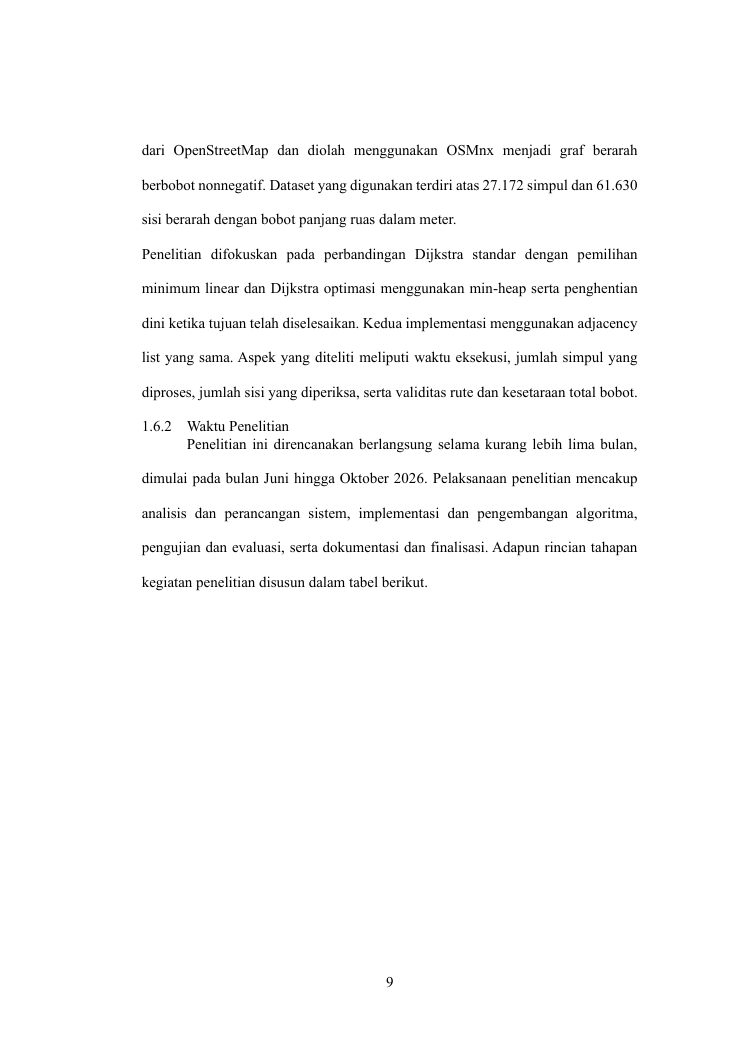 dari OpenStreetMap dan diolah menggunakan OSMnx menjadi graf berarah
berbobot nonnegatif. Dataset yang digunakan terdiri atas 27.172 simpul dan 61.630
sisi berarah dengan bobot panjang ruas dalam meter.
Penelitian difokuskan pada perbandingan Dijkstra standar dengan pemilihan
minimum linear dan Dijkstra optimasi menggunakan min-heap serta penghentian
dini ketika tujuan telah diselesaikan. Kedua implementasi menggunakan adjacency
list yang sama. Aspek yang diteliti meliputi waktu eksekusi, jumlah simpul yang
diproses, jumlah sisi yang diperiksa, serta validitas rute dan kesetaraan total bobot.
1.6.2 Waktu Penelitian
Penelitian ini direncanakan berlangsung selama kurang lebih lima bulan,
dimulai pada bulan Juni hingga Oktober 2026. Pelaksanaan penelitian mencakup
analisis dan perancangan sistem, implementasi dan pengembangan algoritma,
pengujian dan evaluasi, serta dokumentasi dan finalisasi. Adapun rincian tahapan
kegiatan penelitian disusun dalam tabel berikut.
9